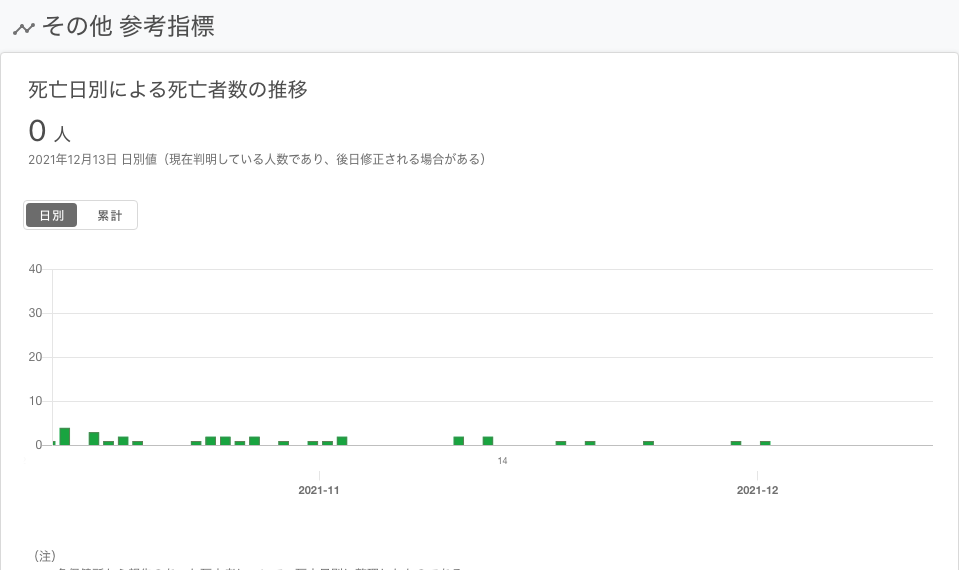 その他 参考指標
死亡日別による死亡者数の推移
0 人
2021年12月13日 日別値（現在判明している人数であり、後日修正される場合がある）
日別 累計
40
30
20
10
0
14
2021-11 2021-12
（注）